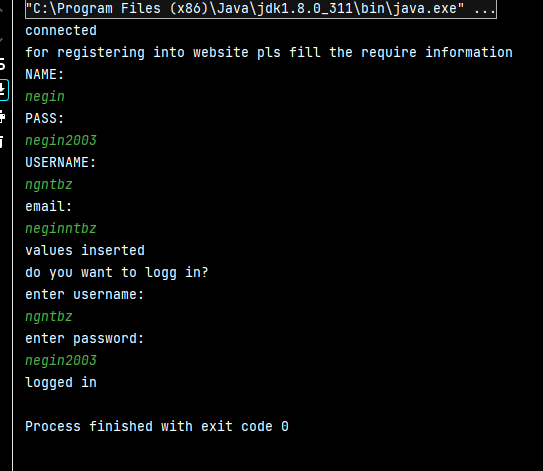 "C:\Program Files (x86)\Java\jdk1.8.0_311\bin\java.exe" ...
connected
for registering into website pls fill the require information
NAME:
negin
PASS:
negin2003
USERNAME:
ngntbz
email:
neginntbz
values inserted
do you want to logg in?
enter username:
ngntbz
enter password:
negin2003
logged in
Process finished with exit code 0